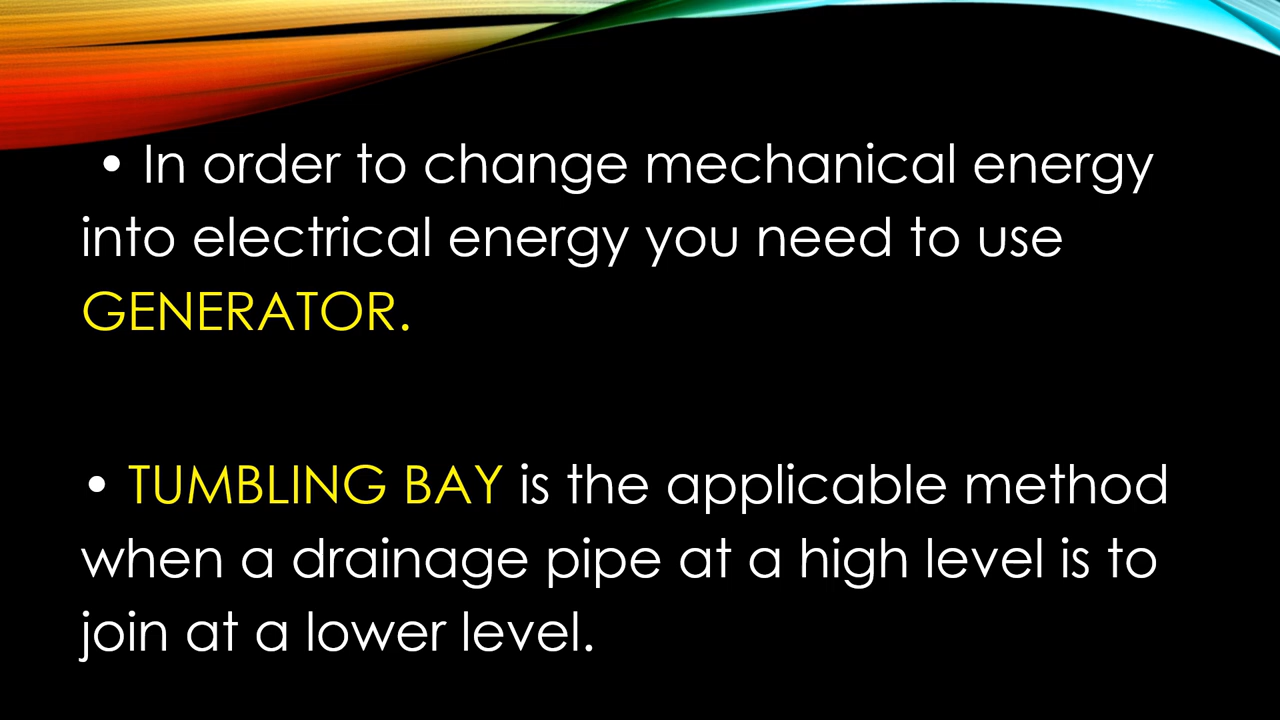 • In order to change mechanical energy
into electrical energy you need to use
GENERATOR.
• TUMBLING BAY is the applicable method
when a drainage pipe at a high level is to
join at a lower level.